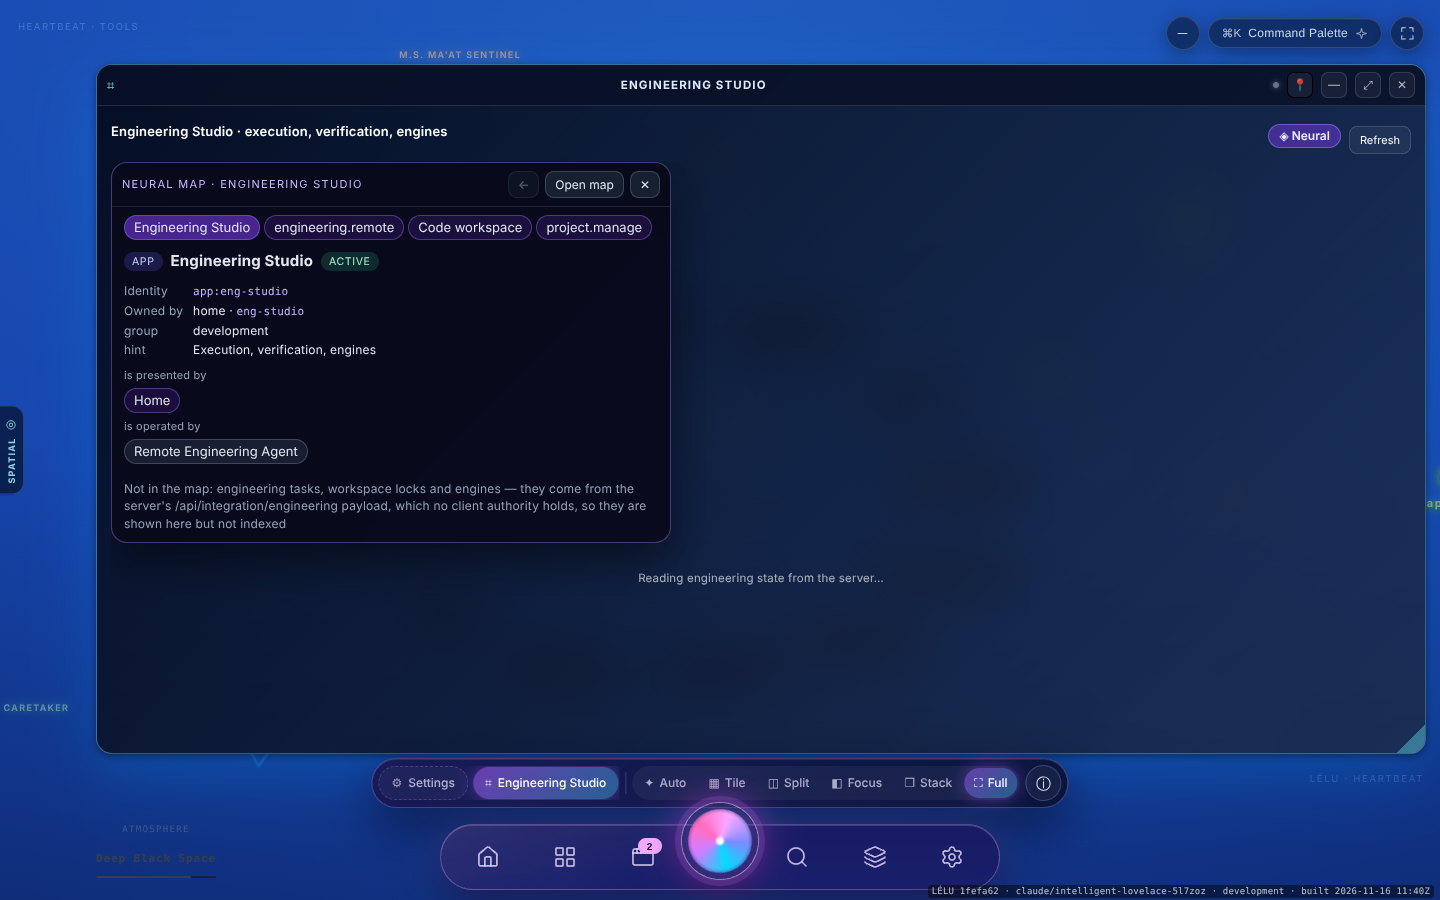 HEARTBEAT · TOOLS
⌘K Command Palette
M.S. MA'AT SENTINEL
ENGINEERING STUDIO
Engineering Studio · execution, verification, engines
◈ Neural
Refresh
NEURAL MAP · ENGINEERING STUDIO
← Open map ✕
Engineering Studio engineering.remote Code workspace project.manage
APP Engineering Studio ACTIVE
Identity app:eng-studio
Owned by home · eng-studio
group development
hint Execution, verification, engines
is presented by
Home
is operated by
Remote Engineering Agent
Not in the map: engineering tasks, workspace locks and engines — they come from the
server's /api/integration/engineering payload, which no client authority holds, so they are
shown here but not indexed
SPATIAL
ap
Reading engineering state from the server…
CARETAKER
Settings Engineering Studio Auto Tile Split Focus Stack Full
LÉLU · HEARTBEAT
ATMOSPHERE
Deep Black Space
2
LÉLU 1fefa62 · claude/intelligent-lovelace-5l7zoz · development · built 2026-11-16 11:40Z